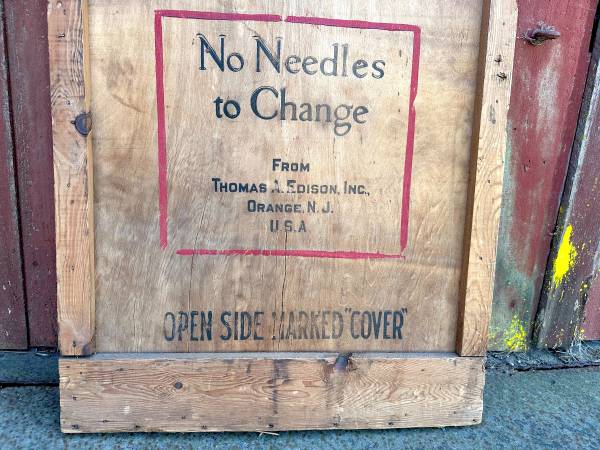 No Needles
to Change
FROM
THOMAS A. EDISON, INC.,
ORANGE, N. J.
U.S.A
OPEN SIDE MARKED "COVER"